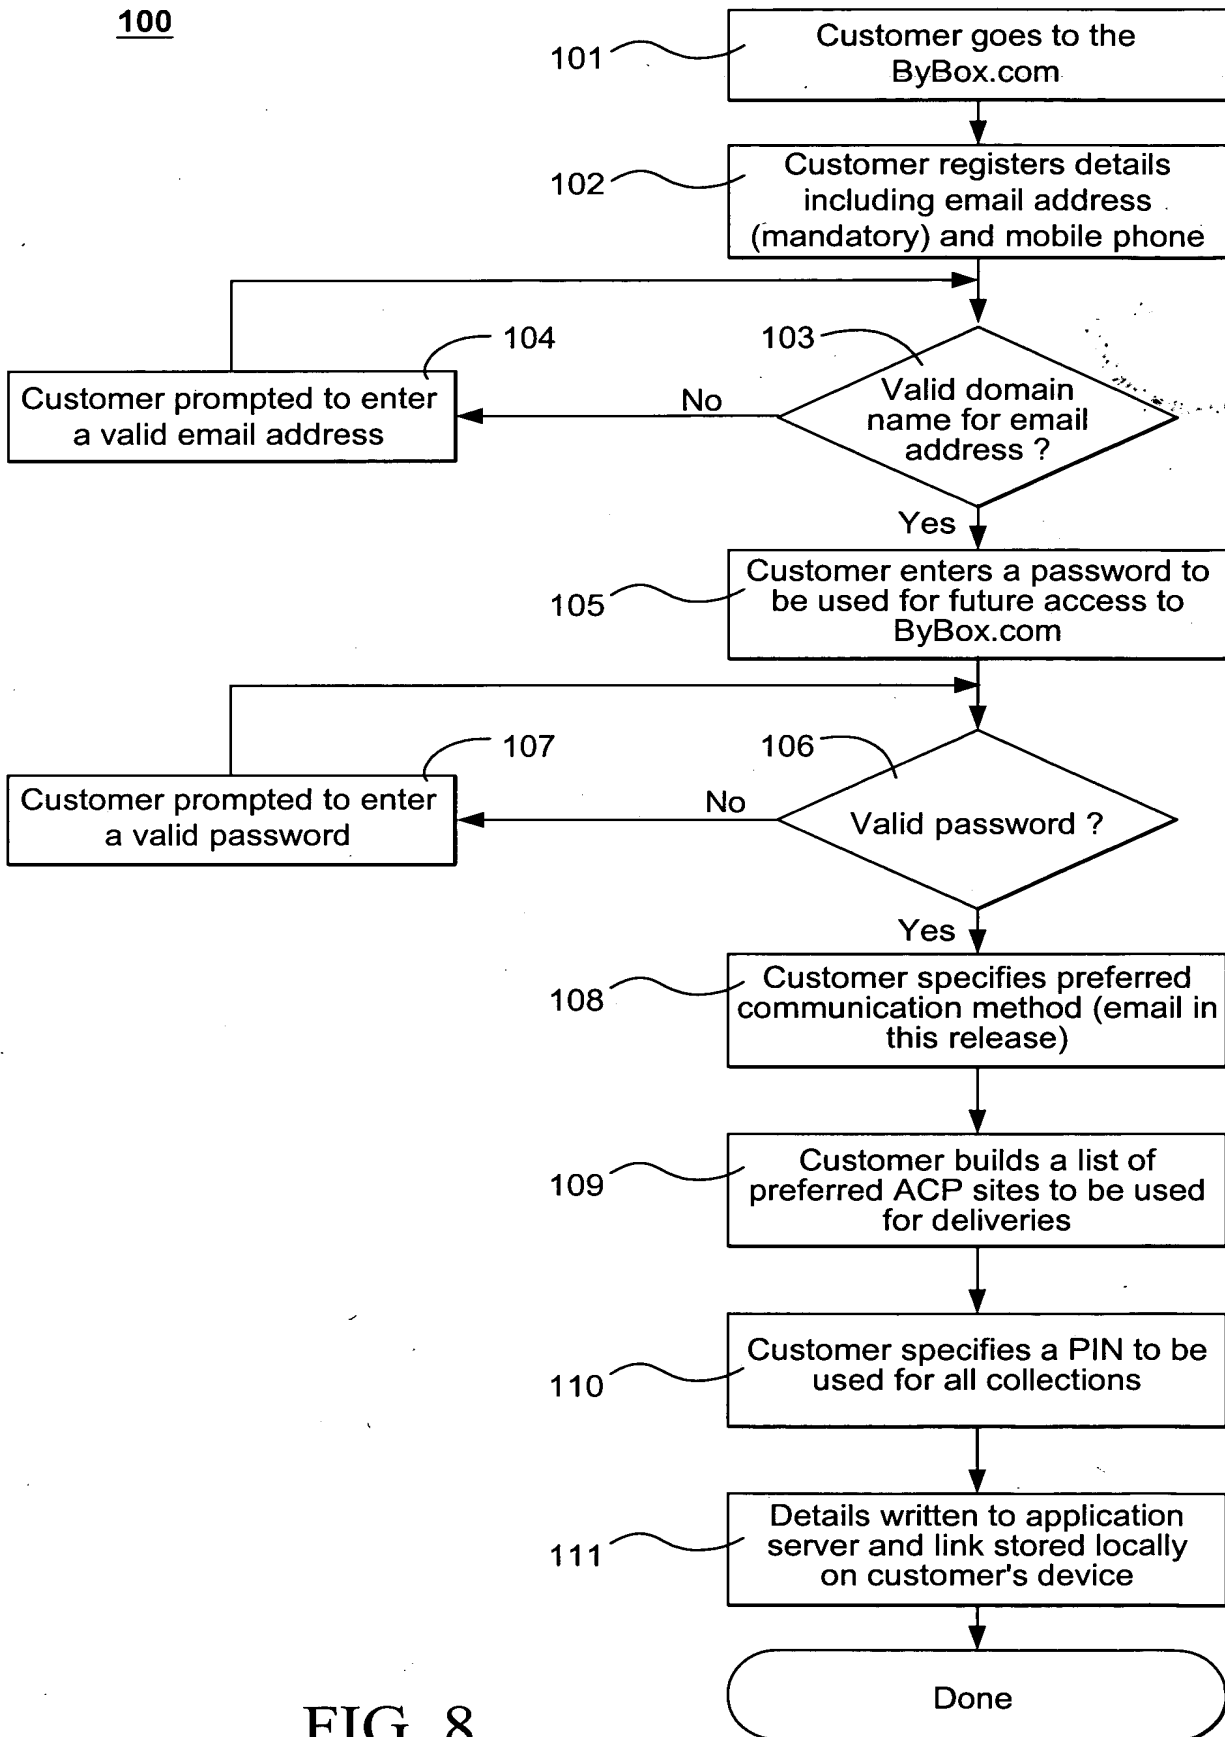 100
101
Customer goes to the
ByBox.com
102
Customer registers details
including email address
(mandatory) and mobile phone
104
103
Customer prompted to enter
a valid email address
No
Valid domain
name for email
address ?
Yes
105
Customer enters a password to
be used for future access to
ByBox.com
107
106
Customer prompted to enter
a valid password
No
Valid password ?
Yes
108
Customer specifies preferred
communication method (email in
this release)
109
Customer builds a list of
preferred ACP sites to be used
for deliveries
110
Customer specifies a PIN to be
used for all collections
111
Details written to application
server and link stored locally
on customer's device
Done
FIG. 8